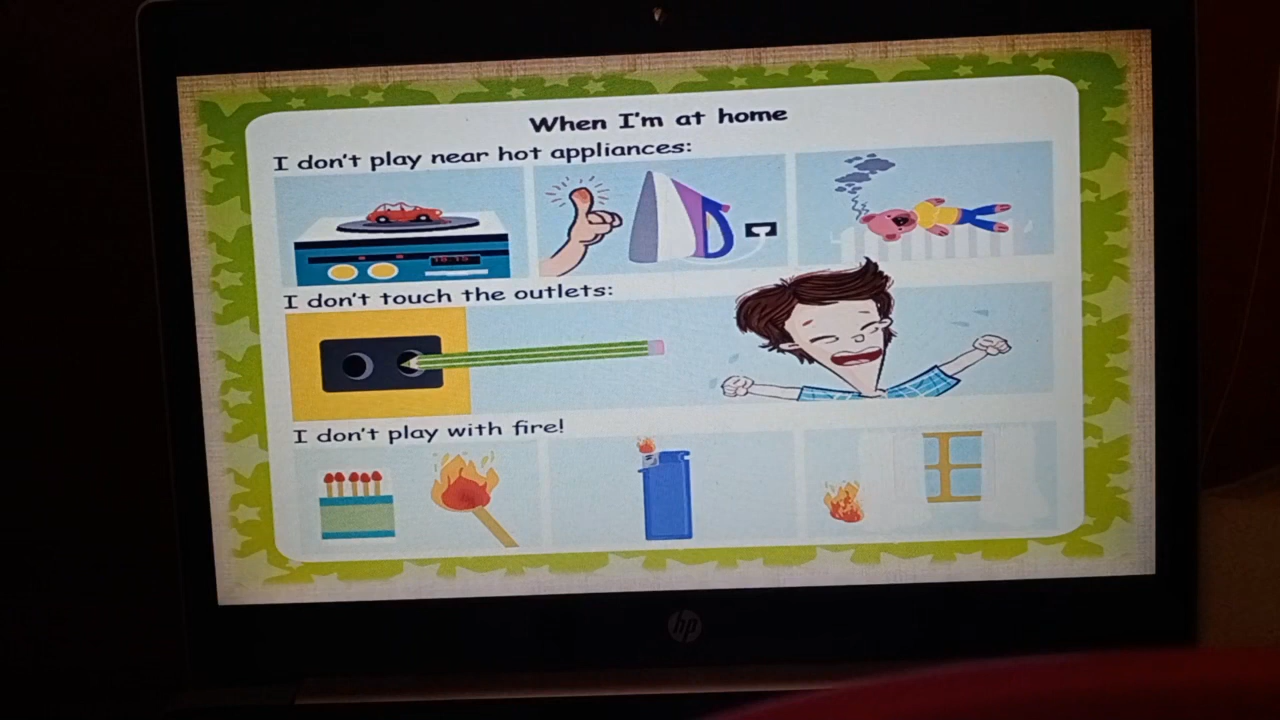 When I'm at home
I don't play near hot appliances:
I don't touch the outlets:
I don't play with fire!
hp